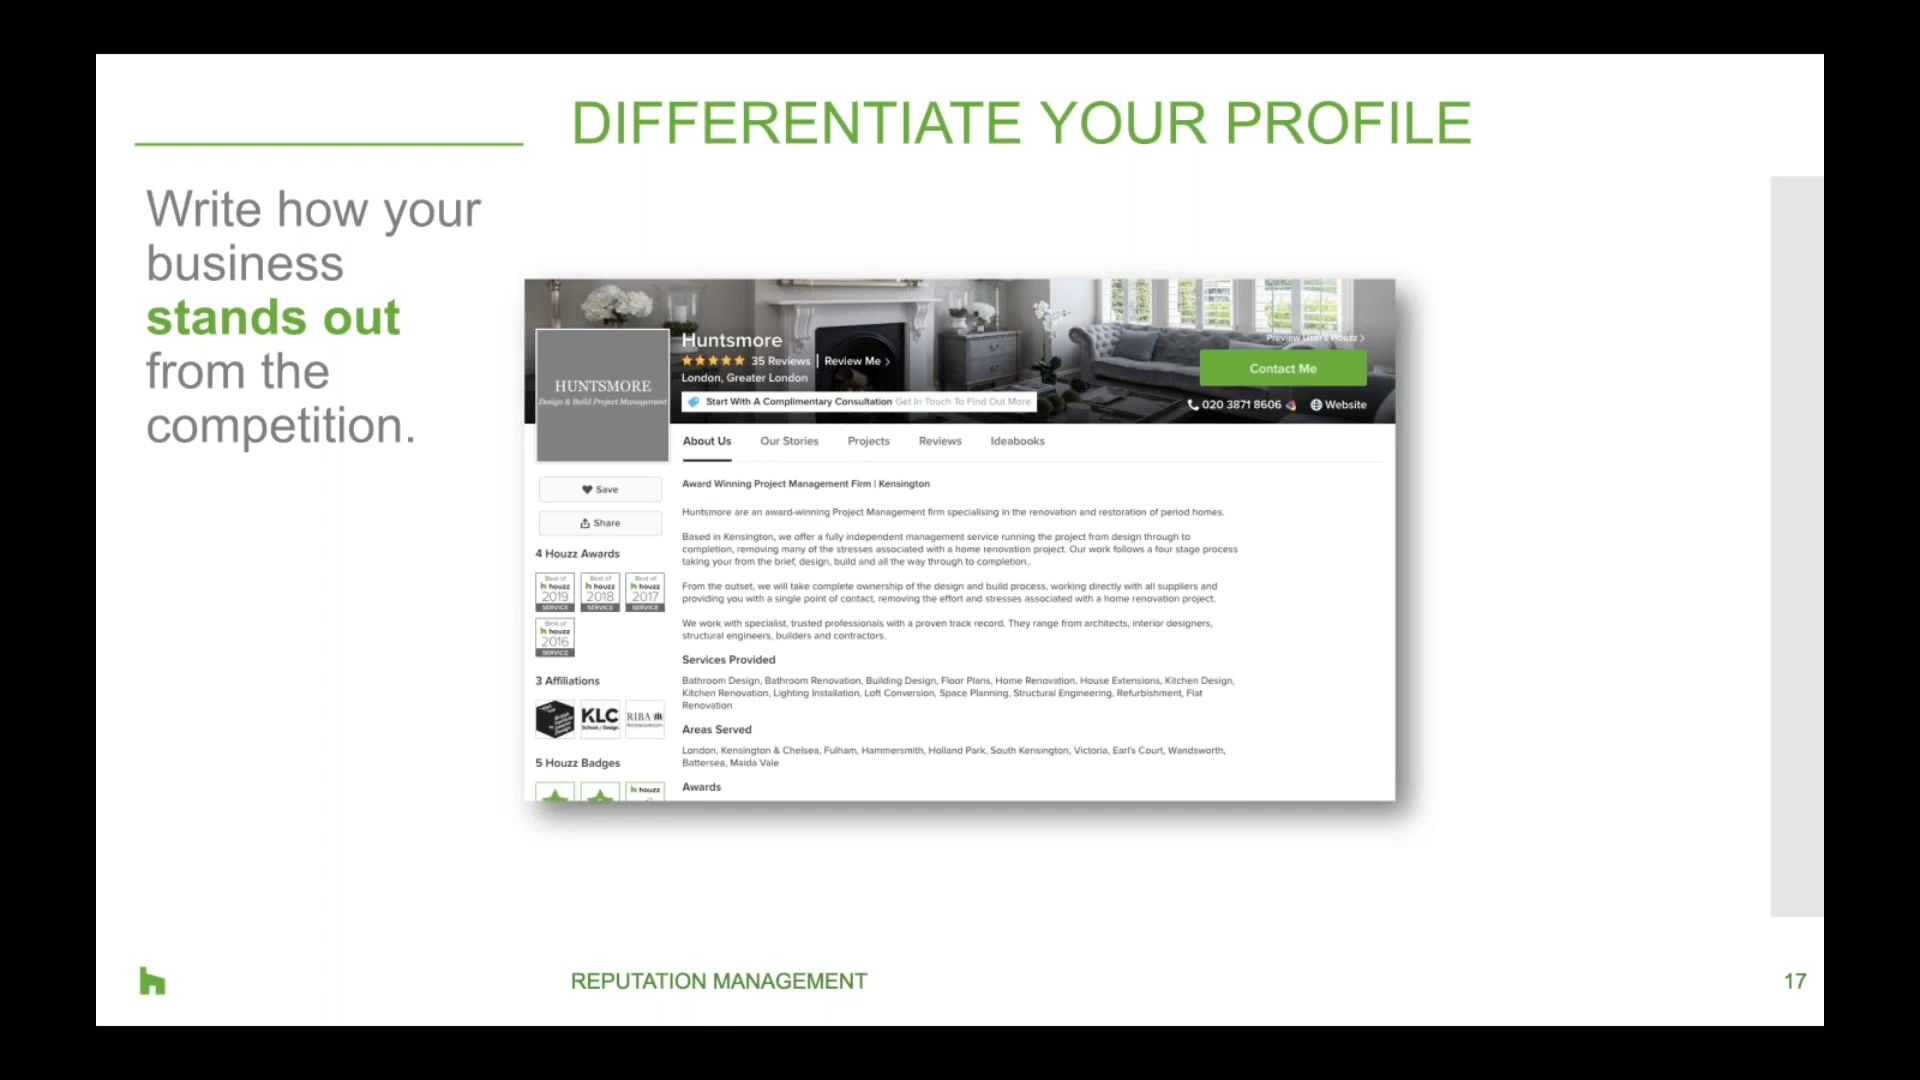 DIFFERENTIATE YOUR PROFILE
Write how your
business
stands out
from the
competition.
Huntsmore
35 Reviews | Review Me >
London, Greater London
Start With A Complimentary Consultation Get In Touch To Find Out More
Preview User's Houzz >
Contact Me
020 3871 8606 Website
HUNTSMORE
Design & Build Project Management
About Us Our Stories Projects Reviews Ideabooks
Save
Share
4 Houzz Awards
Best of Best of Best of
houzz houzz houzz
2019 2018 2017
SERVICE SERVICE SERVICE
Best of
houzz
2016
SERVICE
3 Affiliations
KLC RIBA
5 Houzz Badges
houzz
Award Winning Project Management Firm | Kensington
Huntsmore are an award-winning Project Management firm specialising in the renovation and restoration of period homes.
Based in Kensington, we offer a fully independent management service running the project from design through to
completion, removing many of the stresses associated with a home renovation project. Our work follows a four stage process
taking your from the brief, design, build and all the way through to completion..
From the outset, we will take complete ownership of the design and build process, working directly with all suppliers and
providing you with a single point of contact, removing the effort and stresses associated with a home renovation project.
We work with specialist, trusted professionals with a proven track record. They range from architects, interior designers,
structural engineers, builders and contractors.
Services Provided
Bathroom Design, Bathroom Renovation, Building Design, Floor Plans, Home Renovation, House Extensions, Kitchen Design,
Kitchen Renovation, Lighting Installation, Loft Conversion, Space Planning, Structural Engineering, Refurbishment, Flat
Renovation
Areas Served
London, Kensington & Chelsea, Fulham, Hammersmith, Holland Park, South Kensington, Victoria, Earl's Court, Wandsworth,
Battersea, Maida Vale
Awards
REPUTATION MANAGEMENT
17